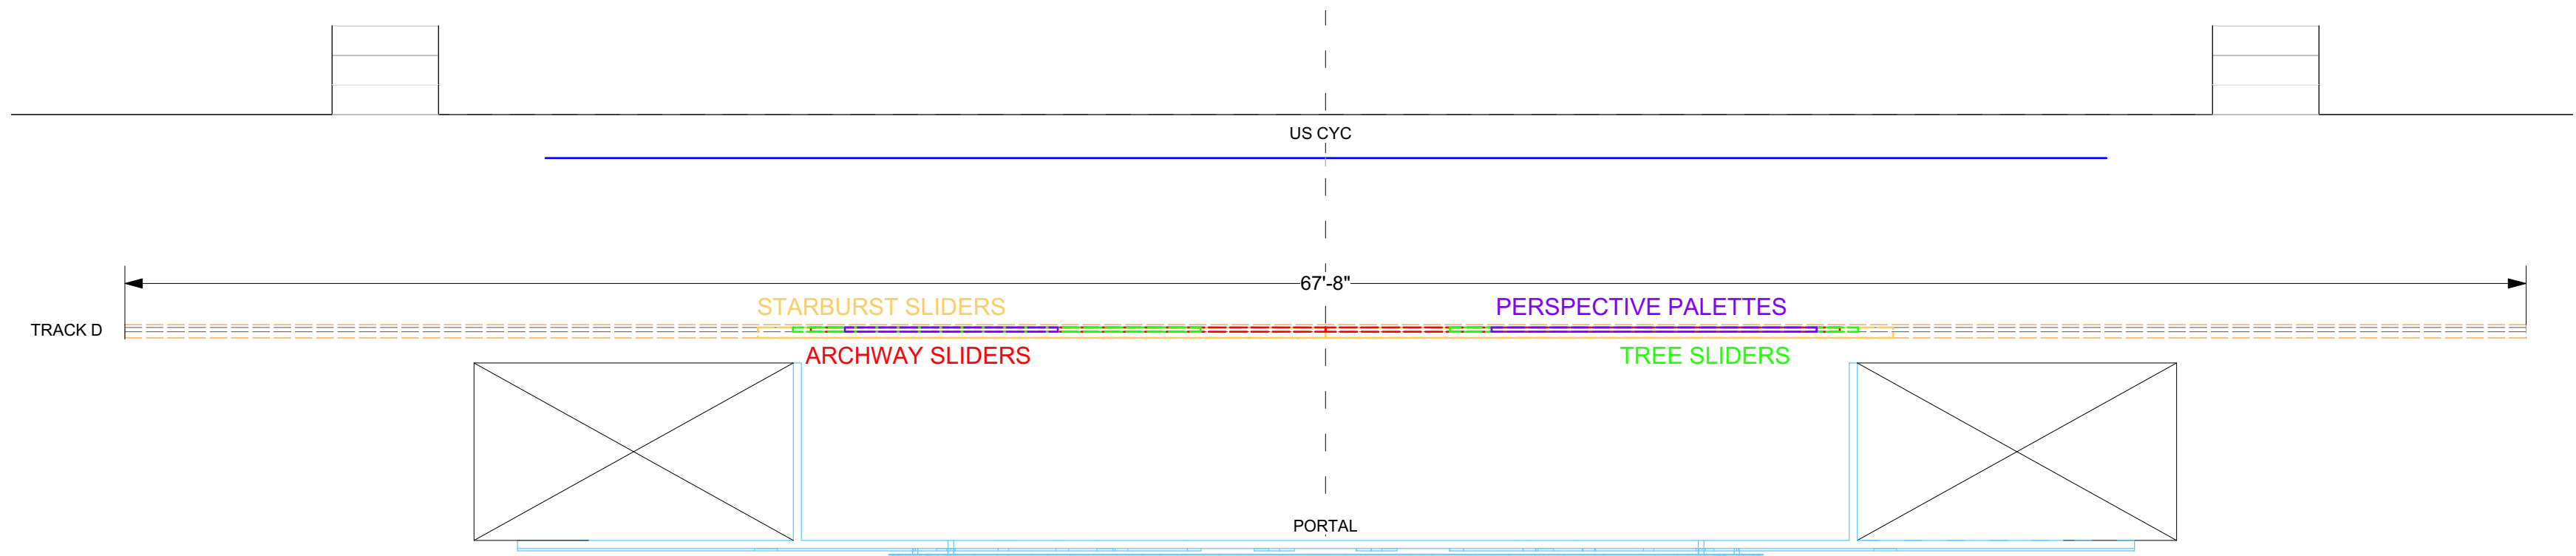 US CYC
67'-8"
STARBURST SLIDERS
PERSPECTIVE PALETTES
TRACK D
ARCHWAY SLIDERS
TREE SLIDERS
PORTAL